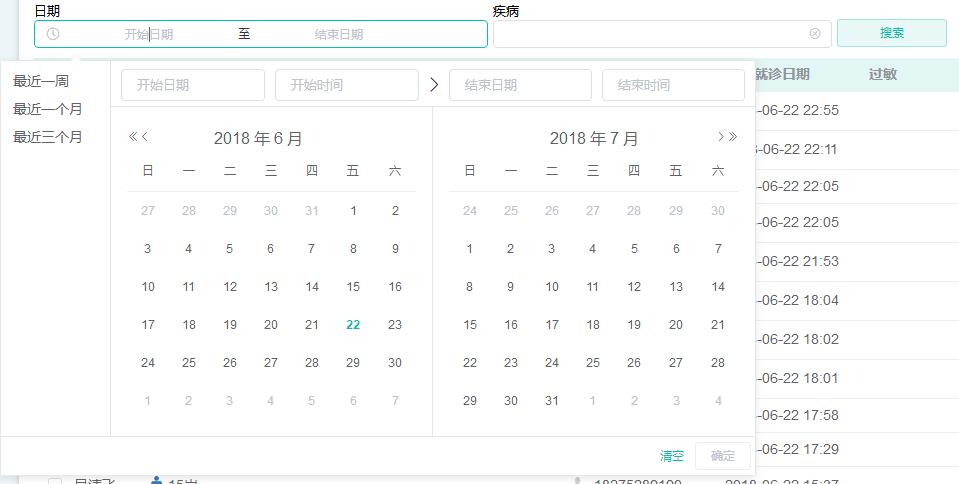 日期 疾病
开始日期 至 结束日期 搜索
最近一周 开始日期 开始时间 结束日期 结束时间 就诊日期 过敏
最近一个月 -06-22 22:55
最近三个月 2018 年 6 月 2018 年 7 月
-06-22 22:11
日 一 二 三 四 五 六 日 一 二 三 四 五 六
-06-22 22:05
27 28 29 30 31 1 2 24 25 26 27 28 29 30
-06-22 22:05
3 4 5 6 7 8 9 1 2 3 4 5 6 7
-06-22 21:53
10 11 12 13 14 15 16 8 9 10 11 12 13 14
-06-22 18:04
17 18 19 20 21 22 23 15 16 17 18 19 20 21
-06-22 18:02
24 25 26 27 28 29 30 22 23 24 25 26 27 28
-06-22 18:01
1 2 3 4 5 6 7 29 30 31 1 2 3 4
-06-22 17:58
清空 确定 -06-22 17:29
15岁 2018-06-22 15:37